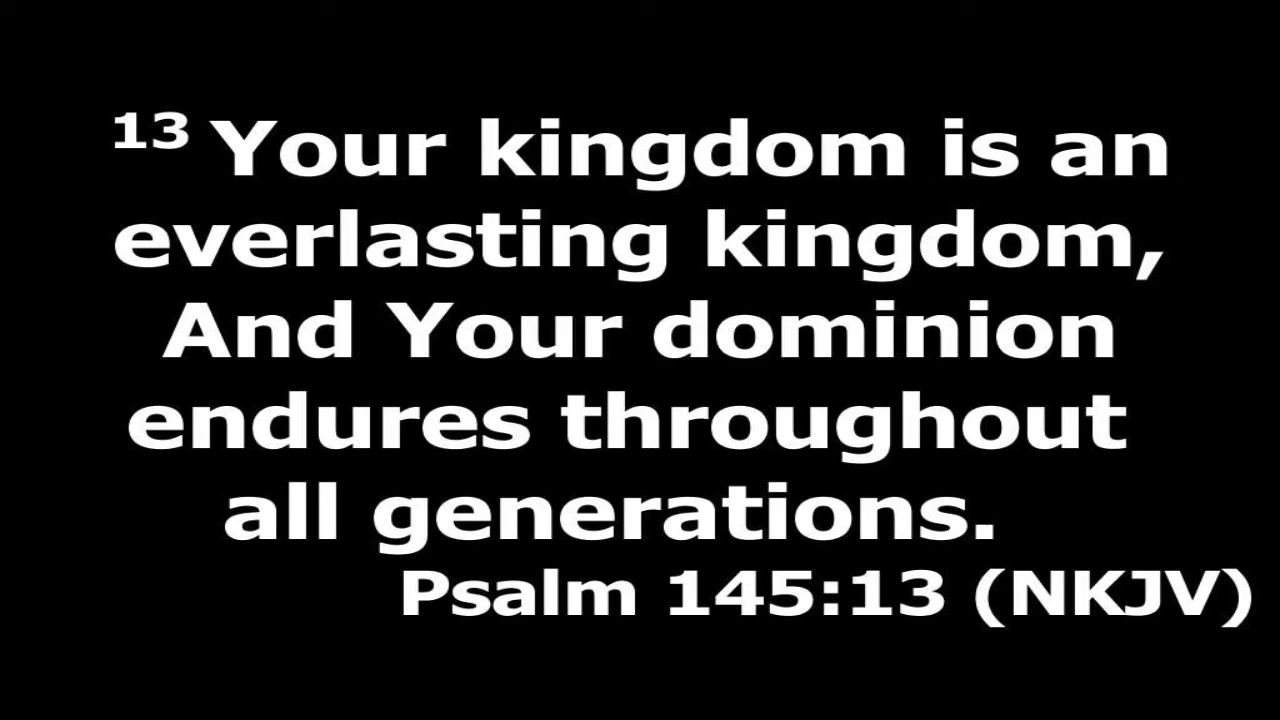 13 Your kingdom is an
everlasting kingdom,
And Your dominion
endures throughout
all generations.
Psalm 145:13 (NKJV)